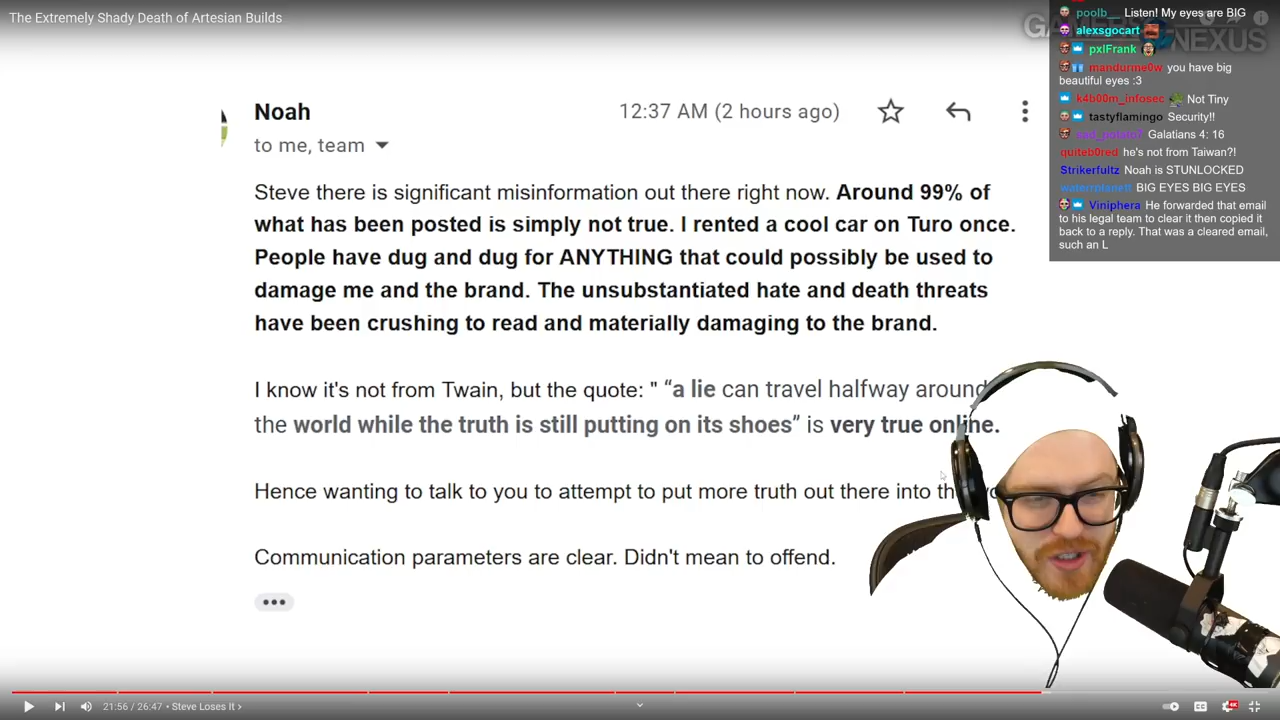 The Extremely Shady Death of Artesian Builds
GAMERS
NEXUS
poolb__ Listen! My eyes are BIG
alexsgocart
pxlFrank
mandurme0w you have big
beautiful eyes :3
k4b00m_infosec Not Tiny
tastyflamingo Security!!
Galatians 4: 16
quiteb0red he's not from Taiwan?!
Strikerfultz Noah is STUNLOCKED
BIG EYES BIG EYES
Viniphera He forwarded that email
to his legal team to clear it then copied it
back to a reply. That was a cleared email,
such an L
Noah
12:37 AM (2 hours ago)
to me, team
Steve there is significant misinformation out there right now. Around 99% of
what has been posted is simply not true. I rented a cool car on Turo once.
People have dug and dug for ANYTHING that could possibly be used to
damage me and the brand. The unsubstantiated hate and death threats
have been crushing to read and materially damaging to the brand.
I know it's not from Twain, but the quote: " “a lie can travel halfway around
the world while the truth is still putting on its shoes” is very true online.
Hence wanting to talk to you to attempt to put more truth out there into
Communication parameters are clear. Didn't mean to offend.
21:56 / 26:47 • Steve Loses It >
CC
4K